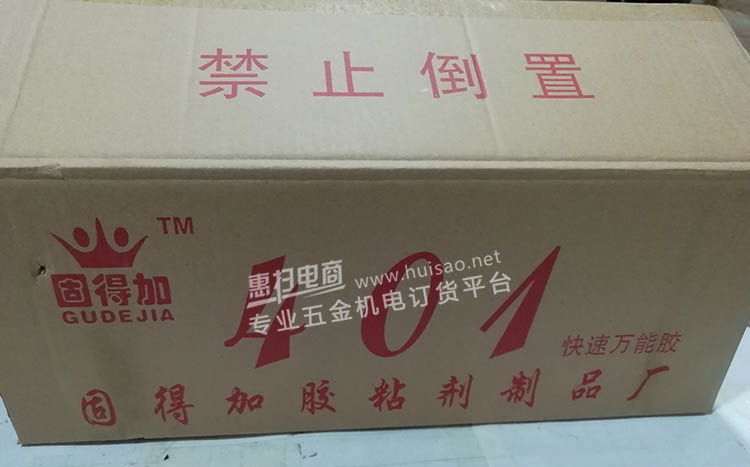 禁止倒置
TM
固得加
GUDEJIA
401
快速万能胶
惠扫电商 www.huisao.net
专业五金机电订货平台
固得加胶粘剂制品厂